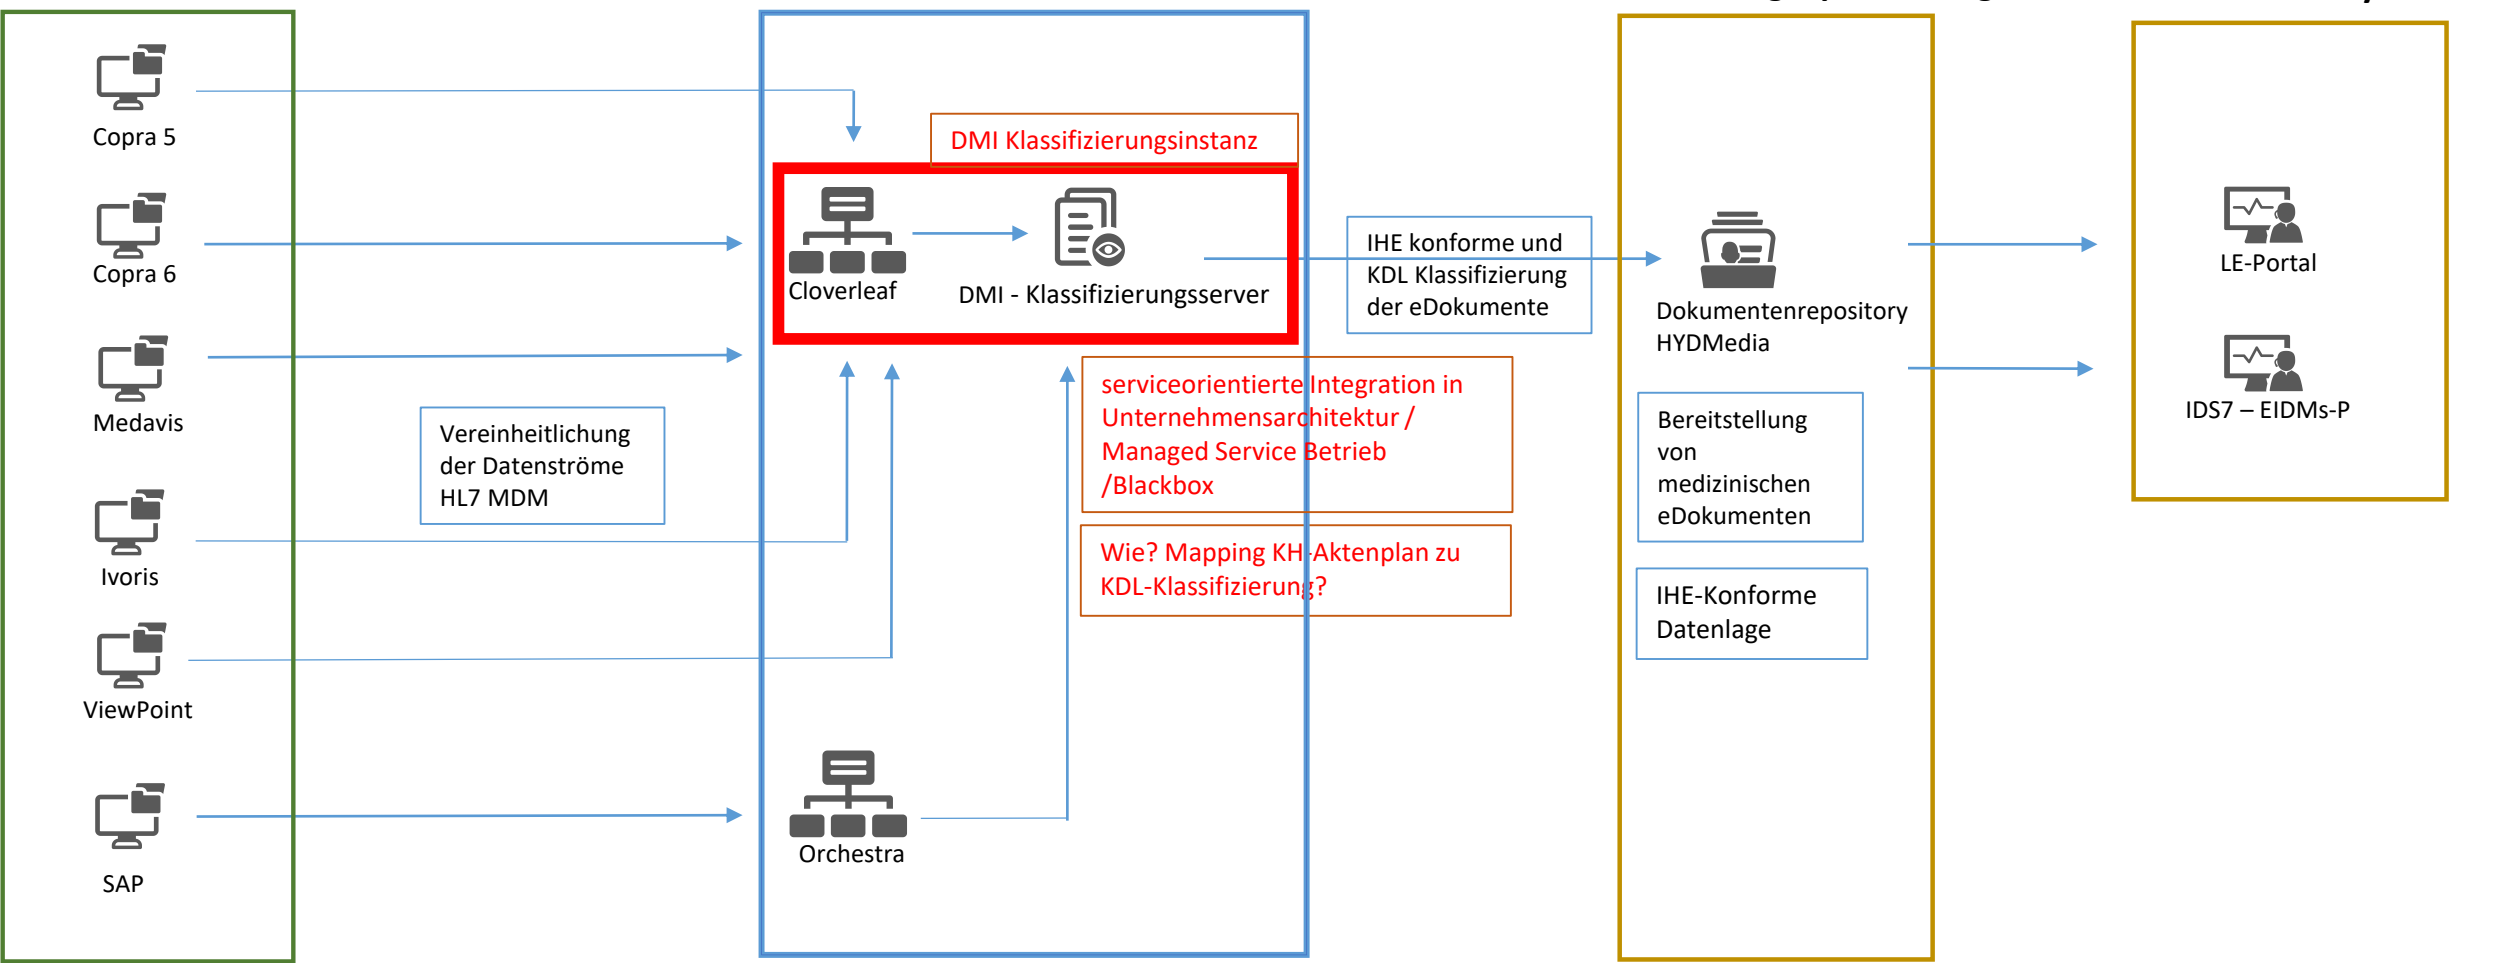 Copra 5
Copra 6
Medavis
Ivoris
ViewPoint
SAP
Vereinheitlichung
der Datenströme
HL7 MDM
DMI Klassifizierungsinstanz
Cloverleaf
DMI - Klassifizierungsserver
serviceorientierte Integration in
Unternehmensarchitektur /
Managed Service Betrieb
/Blackbox
Wie? Mapping KH-Aktenplan zu
KDL-Klassifizierung?
Orchestra
IHE konforme und
KDL Klassifizierung
der eDokumente
Dokumentenrepository
HYDMedia
Bereitstellung
von
medizinischen
eDokumenten
IHE-Konforme
Datenlage
LE-Portal
IDS7 – EIDMs-P